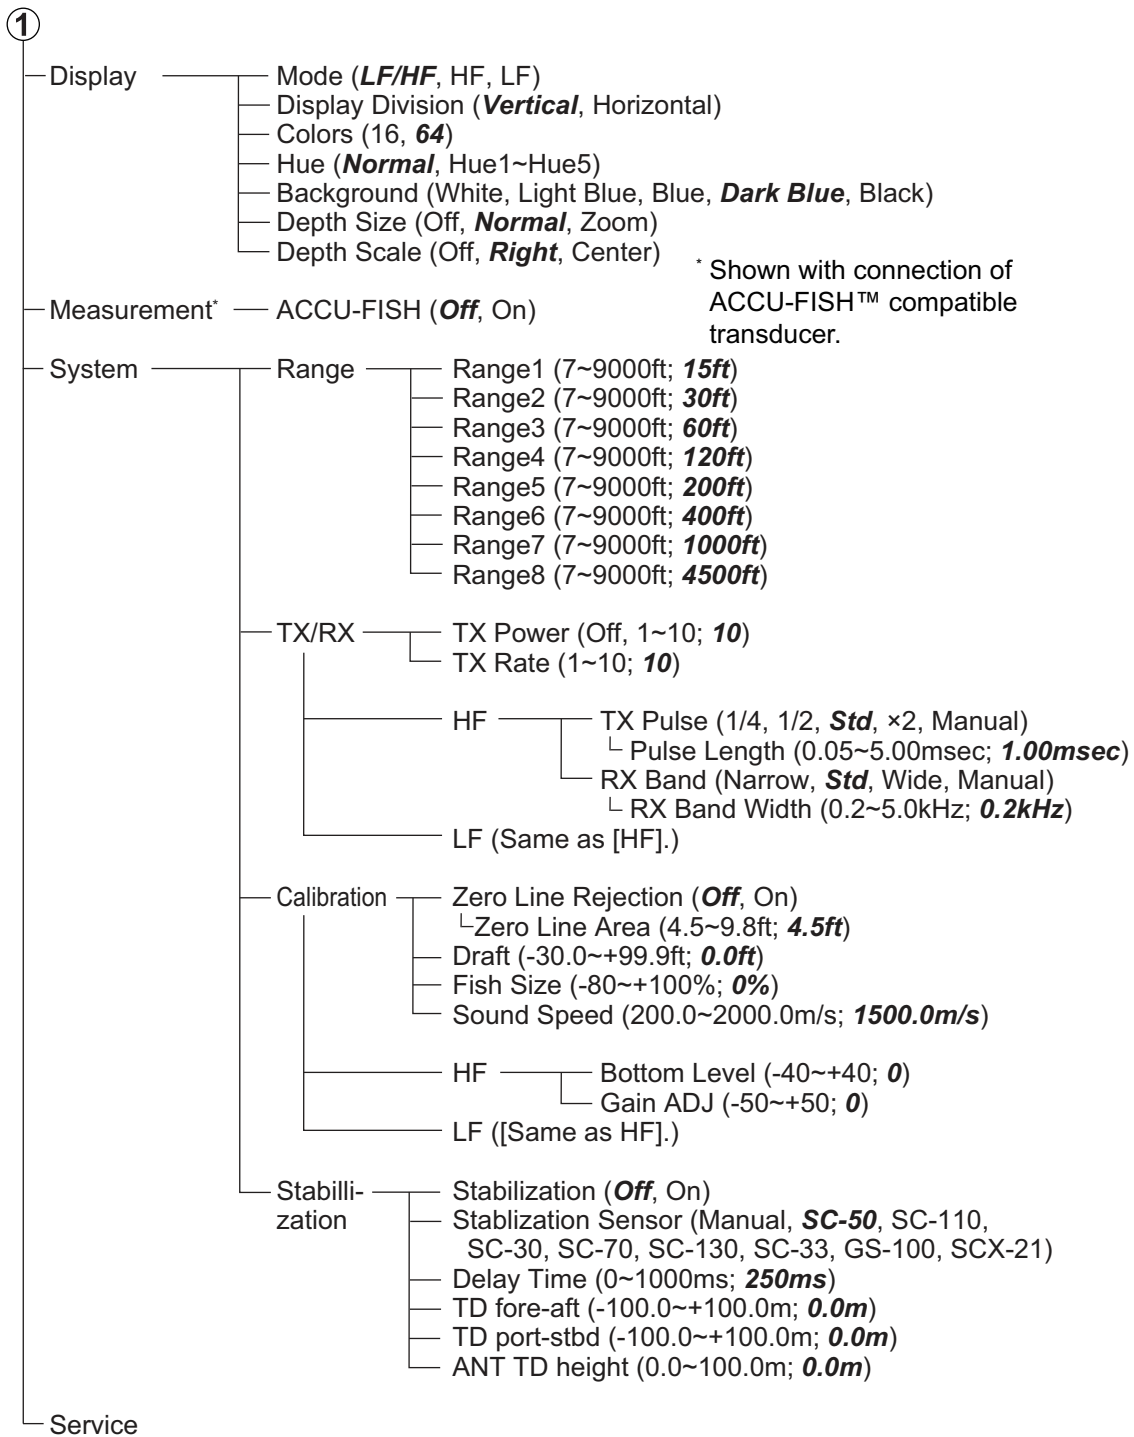 1
Display
Mode (LF/HF, HF, LF)
Display Division (Vertical, Horizontal)
Colors (16, 64)
Hue (Normal, Hue1~Hue5)
Background (White, Light Blue, Blue, Dark Blue, Black)
Depth Size (Off, Normal, Zoom)
Depth Scale (Off, Right, Center)
* Shown with connection of
ACCU-FISH™ compatible
transducer.
Measurement*
ACCU-FISH (Off, On)
System
Range
Range1 (7~9000ft; 15ft)
Range2 (7~9000ft; 30ft)
Range3 (7~9000ft; 60ft)
Range4 (7~9000ft; 120ft)
Range5 (7~9000ft; 200ft)
Range6 (7~9000ft; 400ft)
Range7 (7~9000ft; 1000ft)
Range8 (7~9000ft; 4500ft)
TX/RX
TX Power (Off, 1~10; 10)
TX Rate (1~10; 10)
HF
TX Pulse (1/4, 1/2, Std, ×2, Manual)
Pulse Length (0.05~5.00msec; 1.00msec)
RX Band (Narrow, Std, Wide, Manual)
RX Band Width (0.2~5.0kHz; 0.2kHz)
LF (Same as [HF].)
Calibration
Zero Line Rejection (Off, On)
Zero Line Area (4.5~9.8ft; 4.5ft)
Draft (-30.0~+99.9ft; 0.0ft)
Fish Size (-80~+100%; 0%)
Sound Speed (200.0~2000.0m/s; 1500.0m/s)
HF
Bottom Level (-40~+40; 0)
Gain ADJ (-50~+50; 0)
LF ([Same as HF].)
Stabilli-
zation
Stabilization (Off, On)
Stablization Sensor (Manual, SC-50, SC-110,
SC-30, SC-70, SC-130, SC-33, GS-100, SCX-21)
Delay Time (0~1000ms; 250ms)
TD fore-aft (-100.0~+100.0m; 0.0m)
TD port-stbd (-100.0~+100.0m; 0.0m)
ANT TD height (0.0~100.0m; 0.0m)
Service